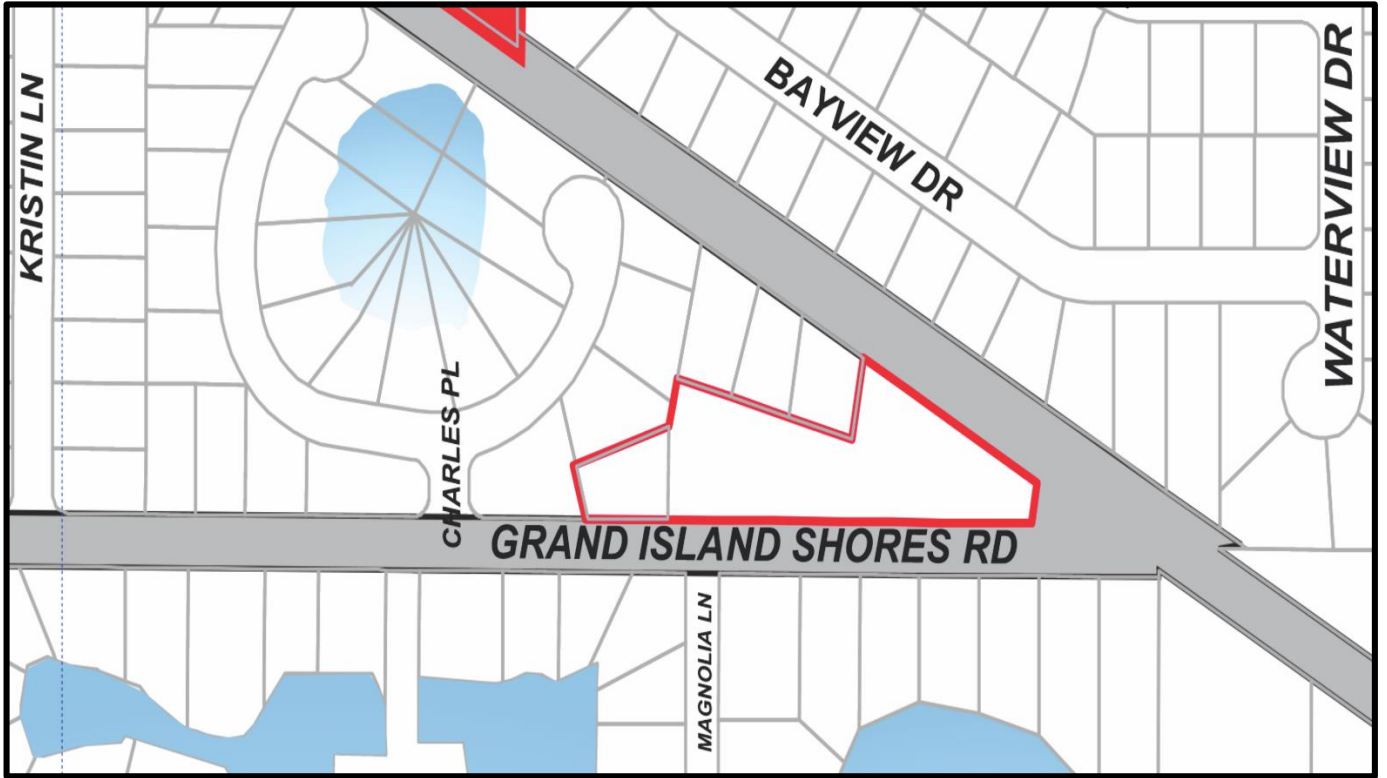 KRISTIN LN
BAYVIEW DR
WATERVIEW DR
CHARLES PL
GRAND ISLAND SHORES RD
MAGNOLIA LN